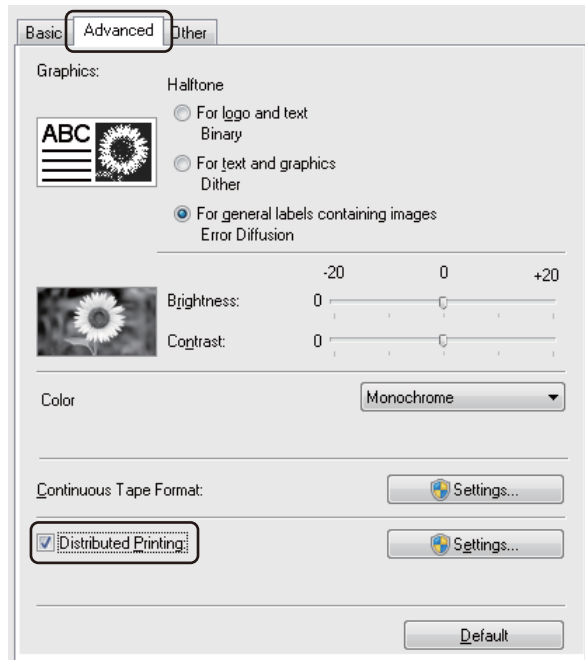 Basic Advanced Other
Graphics:
Halftone
For logo and text
Binary
ABC
For text and graphics
Dither
For general labels containing images
Error Diffusion
-20 0 +20
Brightness: 0
Contrast: 0
Color Monochrome
Continuous Tape Format: Settings...
Distributed Printing: Settings...
Default